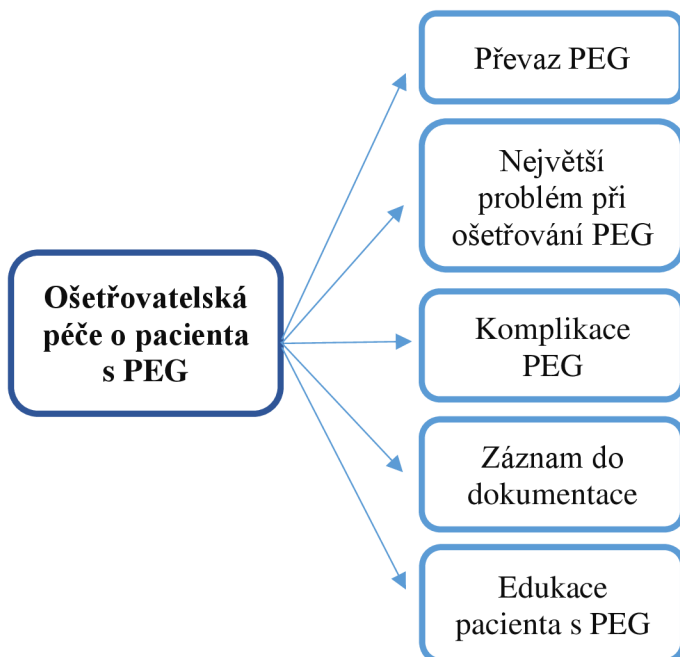 Převaz PEG
Největší
problém při
ošetřování PEG
Ošetřovatelská
péče o pacienta
s PEG
Komplikace
PEG
Záznam do
dokumentace
Edukace
pacienta s PEG